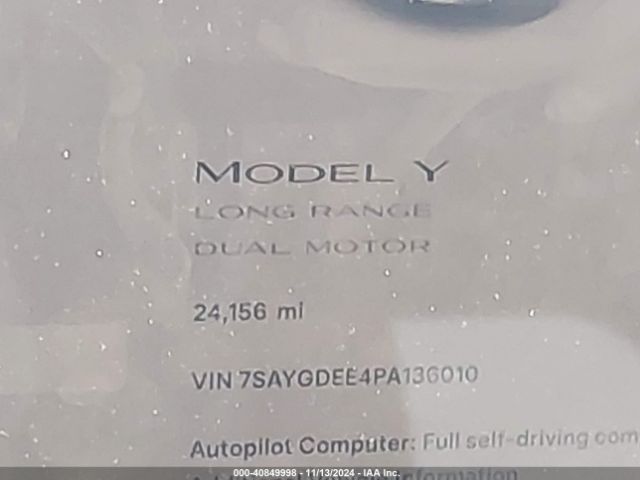 MODEL Y
LONG RANGE
DUAL MOTOR
24,156 mi
VIN 7SAYGDEE4PA136010
Autopilot Computer: Full self-driving com
Information
000-40849998 - 11/13/2024 - IAA Inc.